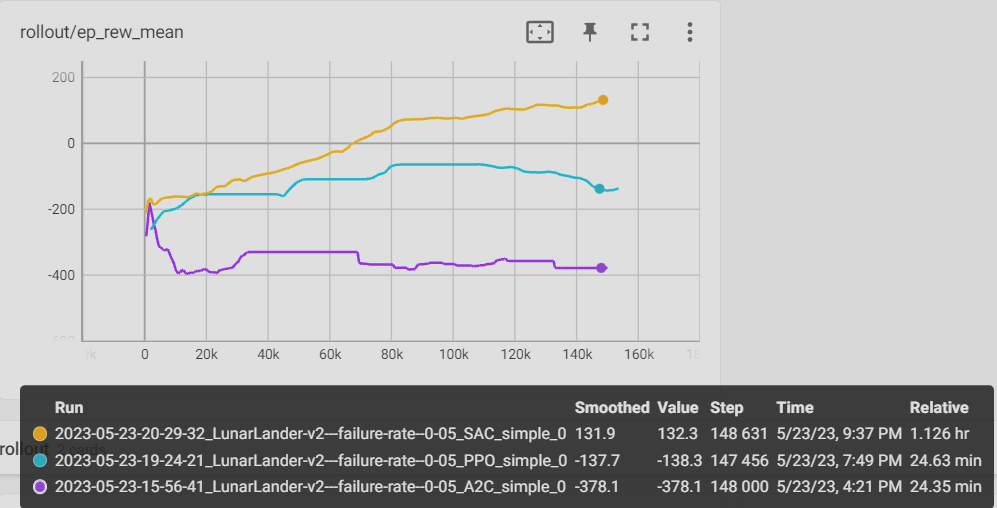 rollout/ep_rew_mean
200
0
-200
-400
0 20k 40k 60k 80k 100k 120k 140k 160k
Run Smoothed Value Step Time Relative
2023-05-23-20-29-32_LunarLander-v2---failure-rate--0-05_SAC_simple_0 131.9 132.3 148 631 5/23/23, 9:37 PM 1.126 hr
rollout 2 cards
2023-05-23-19-24-21_LunarLander-v2---failure-rate--0-05_PPO_simple_0 -137.7 -138.3 147 456 5/23/23, 7:49 PM 24.63 min
2023-05-23-15-56-41_LunarLander-v2---failure-rate--0-05_A2C_simple_0 -378.1 -378.1 148 000 5/23/23, 4:21 PM 24.35 min